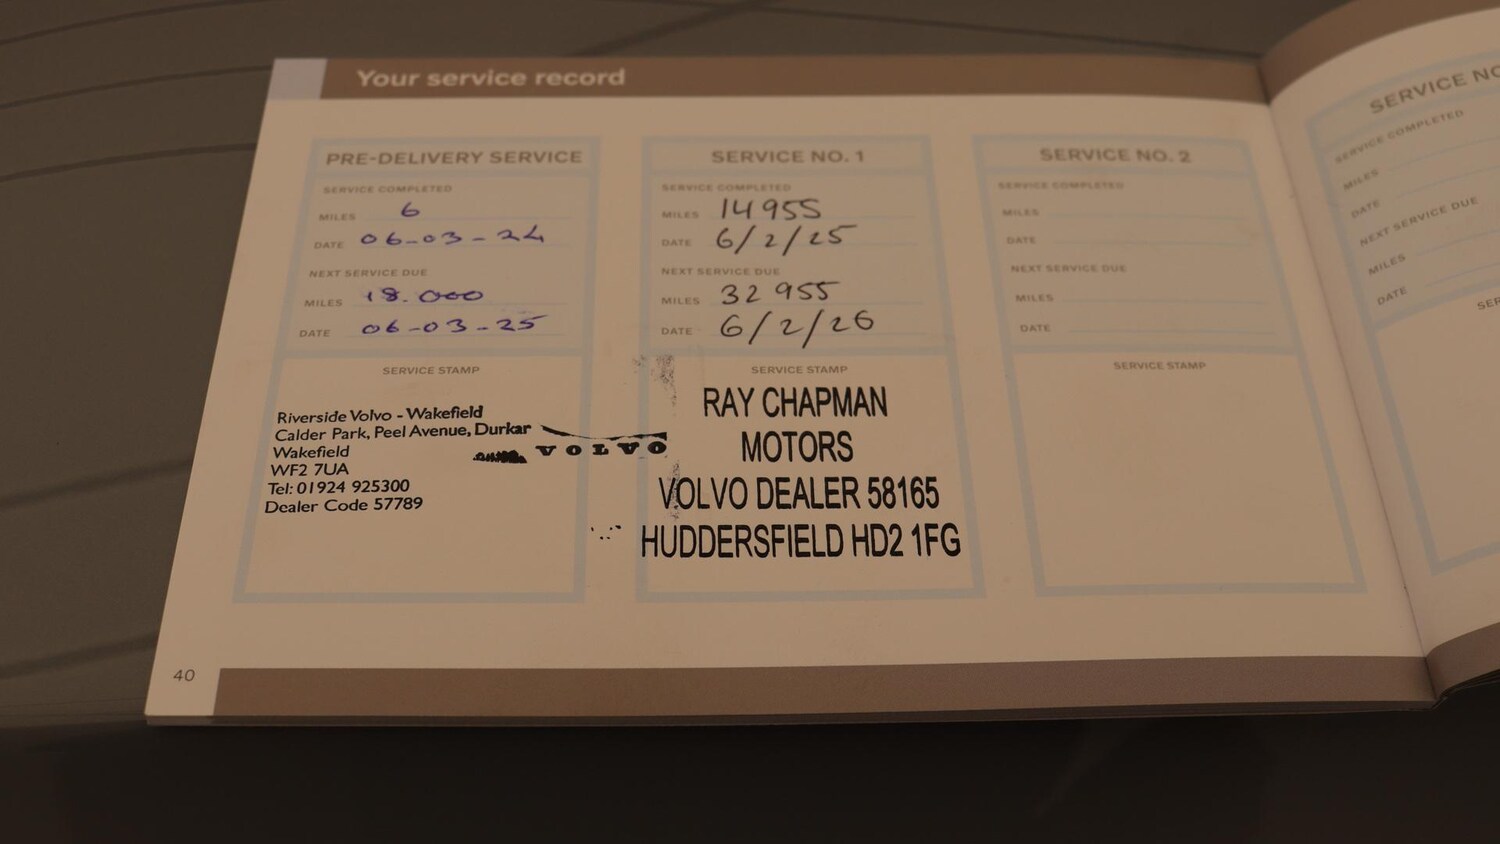 Your service record
PRE-DELIVERY SERVICE
SERVICE COMPLETED
MILES 6
DATE 06-03-24
NEXT SERVICE DUE
MILES 18.000
DATE 06-03-25
SERVICE STAMP
Riverside Volvo - Wakefield
Calder Park, Peel Avenue, Durkar
Wakefield
WF2 7UA
Tel: 01924 925300
Dealer Code 57789
VOLVO
SERVICE NO. 1
SERVICE COMPLETED
MILES 14955
DATE 6/2/25
NEXT SERVICE DUE
MILES 32955
DATE 6/2/26
SERVICE STAMP
RAY CHAPMAN
MOTORS
VOLVO DEALER 58165
HUDDERSFIELD HD2 1FG
SERVICE NO. 2
SERVICE COMPLETED
MILES
DATE
NEXT SERVICE DUE
MILES
DATE
SERVICE STAMP
40
SERVICE NO
SERVICE COMPLETED
MILES
DATE
NEXT SERVICE DUE
MILES
DATE